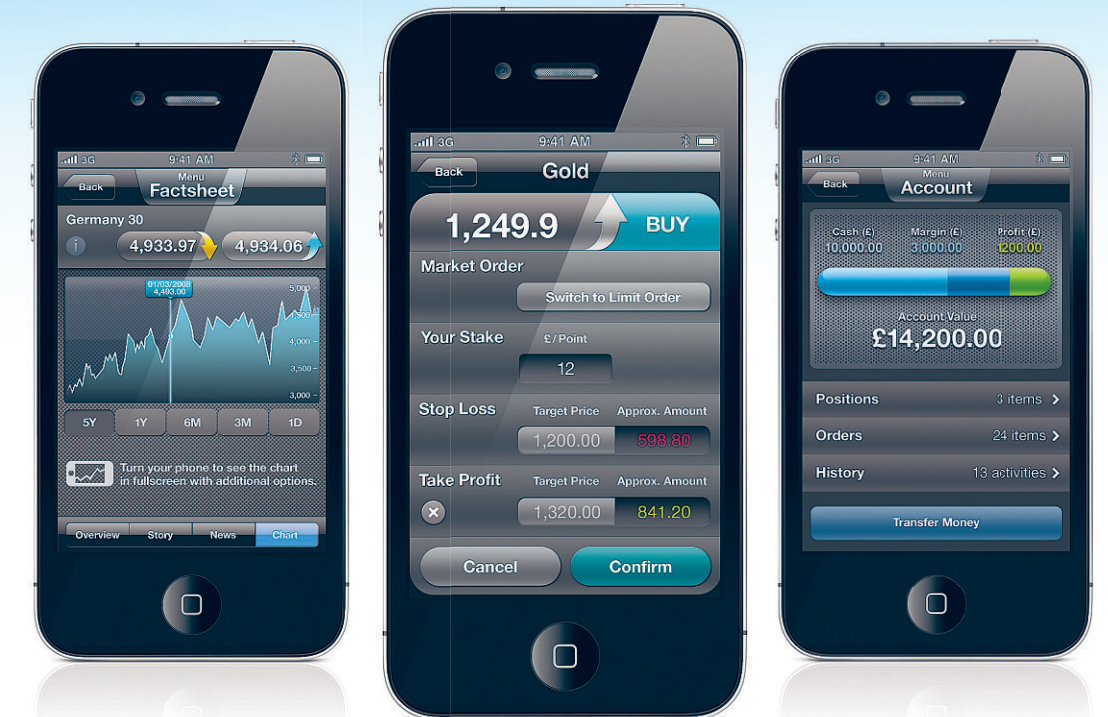 3G 9:41 AM
Menu
Back Factsheet
Germany 30
i 4,933.97 4,934.06
01/03/2008
4,493.00
5,000
4,500
4,000
3,500
3,000
5Y 1Y 6M 3M 1D
Turn your phone to see the chart
in fullscreen with additional options.
Overview Story News Chart
3G 9:41 AM
Back Gold
1,249.9 BUY
Market Order
Switch to Limit Order
Your Stake £/Point
12
Stop Loss Target Price Approx. Amount
1,200.00 598.80
Take Profit Target Price Approx. Amount
1,320.00 841.20
Cancel Confirm
3G 9:41 AM
Menu
Back Account
Cash (£) Margin (£) Profit (£)
10,000.00 3,000.00 1200.00
Account Value
£14,200.00
Positions 3 items >
Orders 24 items >
History 13 activities >
Transfer Money